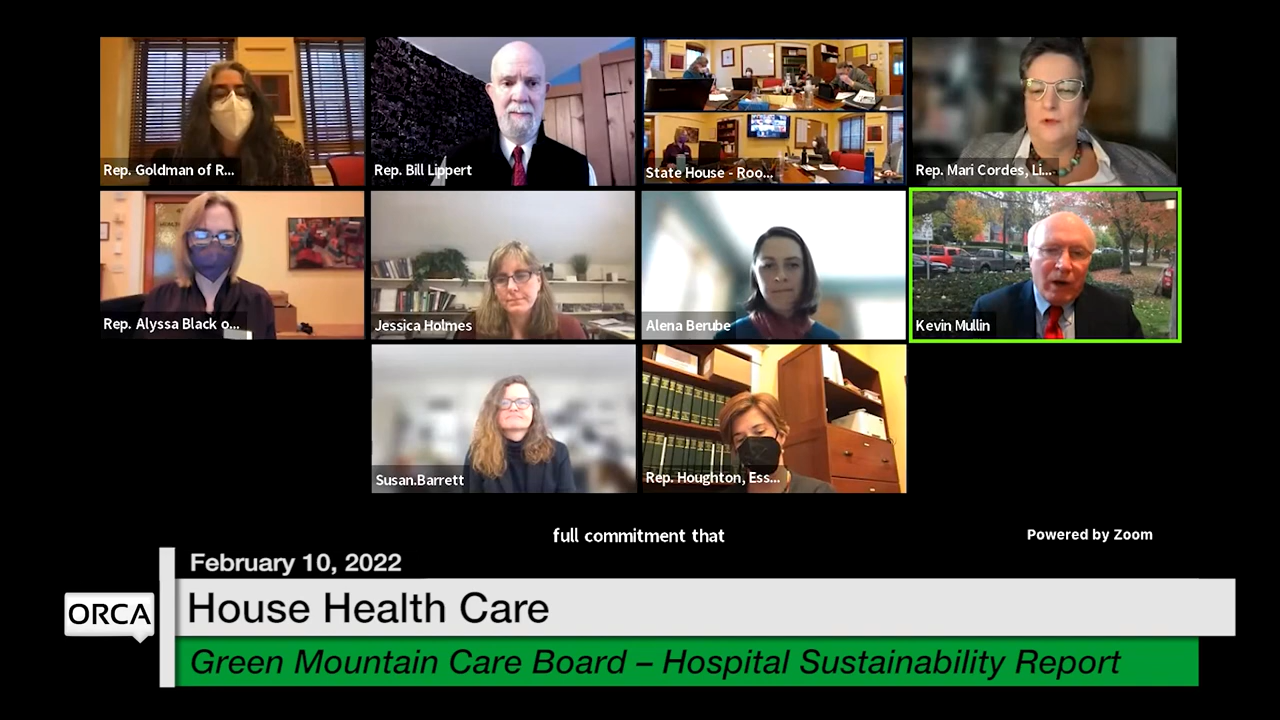 Rep. Goldman of R...
Rep. Bill Lippert
State House - Roo...
Rep. Mari Cordes, Li...
Rep. Alyssa Black o...
Jessica Holmes
Alena Berube
Kevin Mullin
Susan.Barrett
Rep. Houghton, Ess...
full commitment that
Powered by Zoom
February 10, 2022
ORCA
House Health Care
Green Mountain Care Board – Hospital Sustainability Report